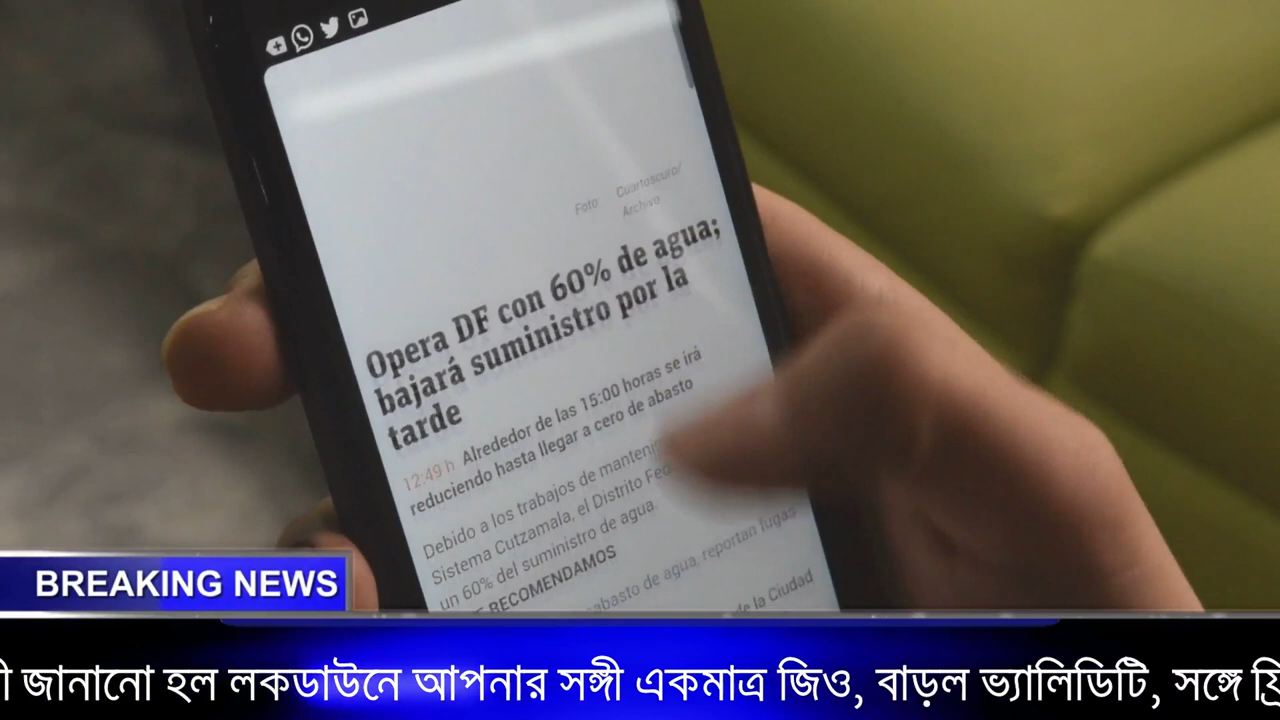 Foto Cuartoscuro/
Archivo
Opera DF con 60% de agua;
bajará suministro por la
tarde
12:49 h Alrededor de las 15:00 horas se irá
reduciendo hasta llegar a cero de abasto
Debido a los trabajos de
Sistema Cutzamala, el Distrito
un 60% del suministro de agua.
RECOMENDAMOS
de agua, reportan fugas
de la Ciudad
BREAKING NEWS
জানানো হল লকডাউনে আপনার সঙ্গী একমাত্র জিও, বাড়ল ভ্যালিডিটি, সঙ্গে